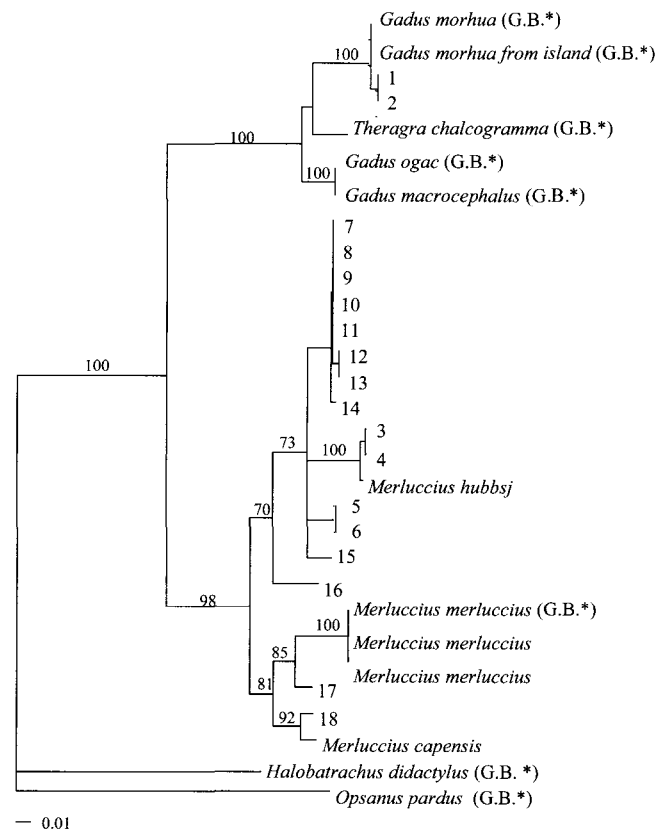 Gadus morhua (G.B.*)
100
Gadus morhua from island (G.B.*)
1
2
Theragra chalcogramma (G.B.*)
100
Gadus ogac (G.B.*)
100
Gadus macrocephalus (G.B.*)
7
8
9
10
11
12
100
13
14
3
73
100
4
Merluccius hubbsj
5
70
6
15
16
98
Merluccius merluccius (G.B.*)
100
Merluccius merluccius
85
Merluccius merluccius
81
17
92
18
Merluccius capensis
Halobatrachus didactylus (G.B. *)
Opsanus pardus (G.B.*)
0.01